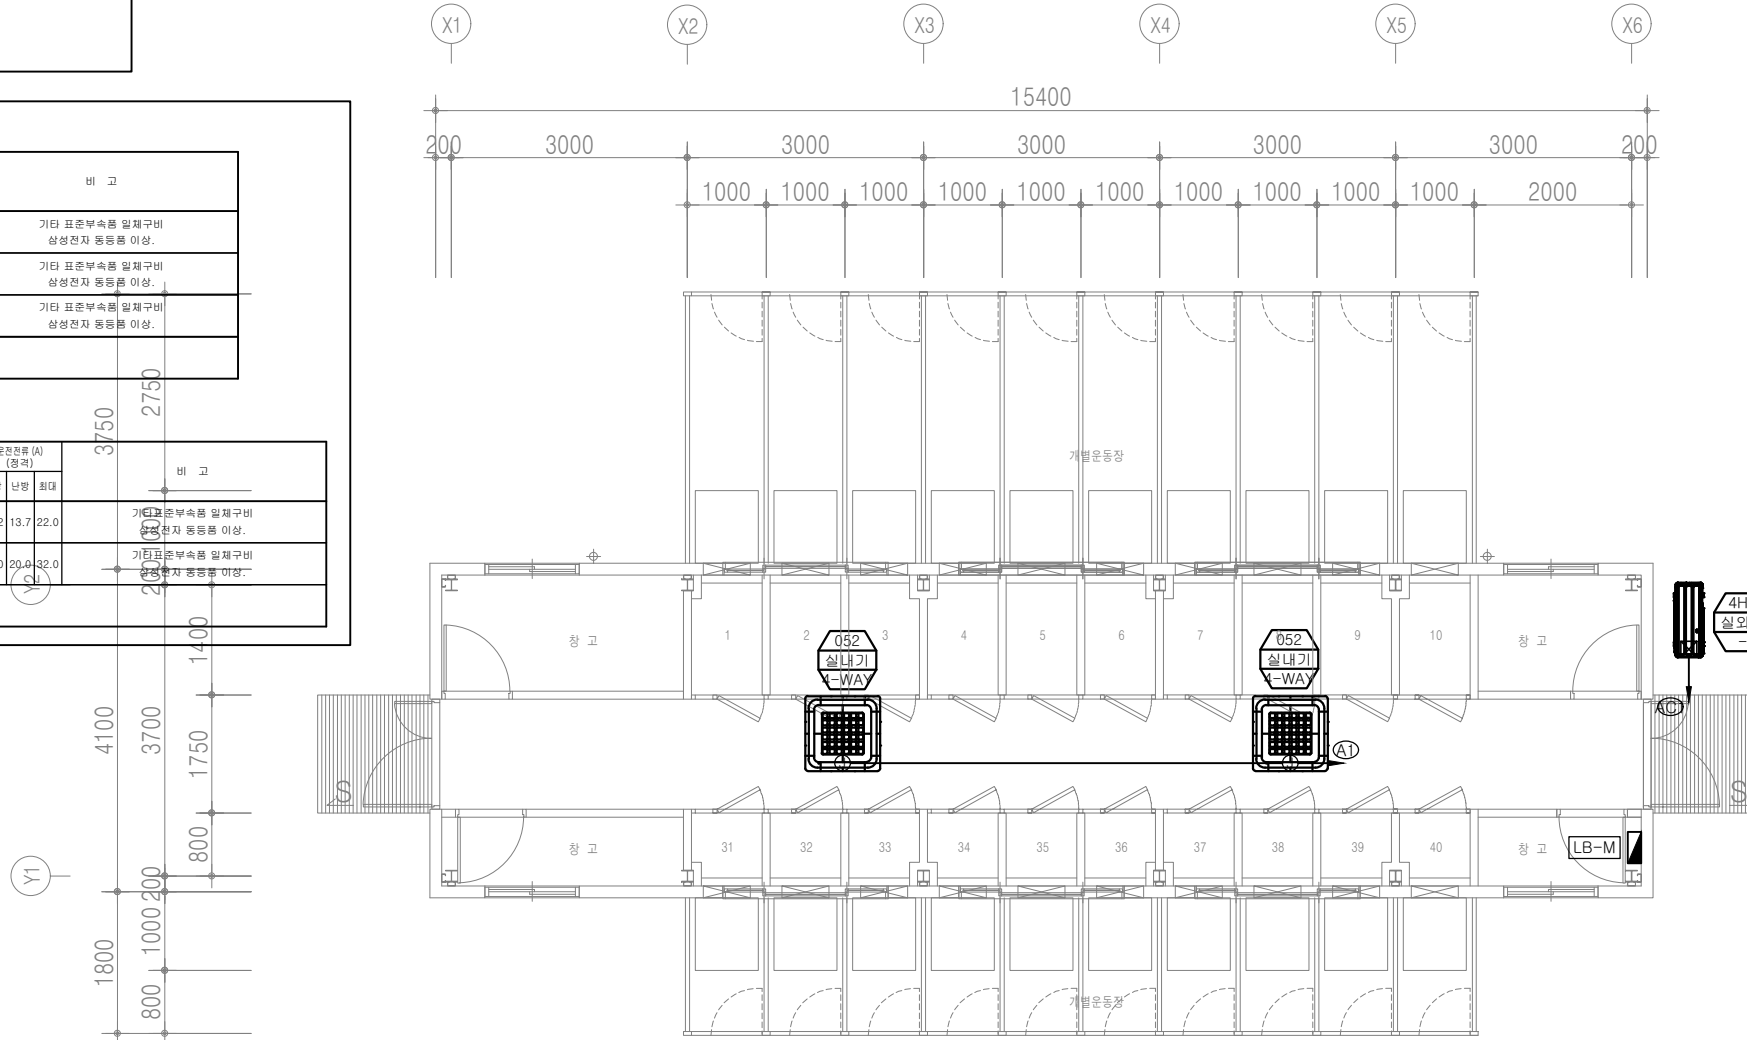 X1 X2 X3 X4 X5 X6
15400
200 3000 3000 3000 3000 3000 200
1000 1000 1000 1000 1000 1000 1000 1000 1000 1000 2000
비 고
기타 표준부속품 일체구비
삼성전자 동등품 이상.
기타 표준부속품 일체구비
삼성전자 동등품 이상.
기타 표준부속품 일체구비
삼성전자 동등품 이상.
운전전류 (A)
(정격)
난방 최대
비 고
13.7 22.0
기타표준부속품 일체구비
삼성전자 동등품 이상.
20.0 32.0
기타표준부속품 일체구비
삼성전자 동등품 이상.
3750
2750
1000
200
1400
4100
3700
1750
800
200
1000
1800
800
Y2
Y1
개별운동장
창 고
1 2 3 4 5 6 7 8 9 10
창 고
052
실내기
4-WAY
052
실내기
4-WAY
A1
AC1
S
S
창 고
31 32 33 34 35 36 37 38 39 40
창 고
LB-M
개별운동장